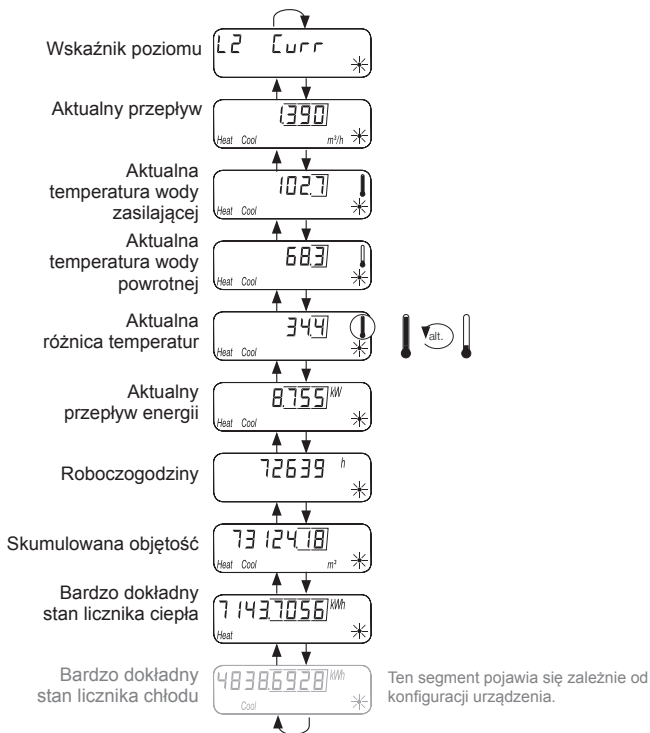 Wskaźnik poziomu
L2 Curr
Aktualny przepływ
1.390
Heat Cool m³/h
Aktualna
temperatura wody
zasilającej
102.7
Heat Cool
Aktualna
temperatura wody
powrotnej
68.3
Heat Cool
Aktualna
różnica temperatur
34.4
Heat Cool
alt.
Aktualny
przepływ energii
8.755 kW
Heat Cool
Roboczogodziny
72639 h
Skumulowana objętość
73124.18
Heat Cool m³
Bardzo dokładny
stan licznika ciepła
7143.7056 kWh
Heat
Bardzo dokładny
stan licznika chłodu
4838.6928 kWh
Cool
Ten segment pojawia się zależnie od
konfiguracji urządzenia.